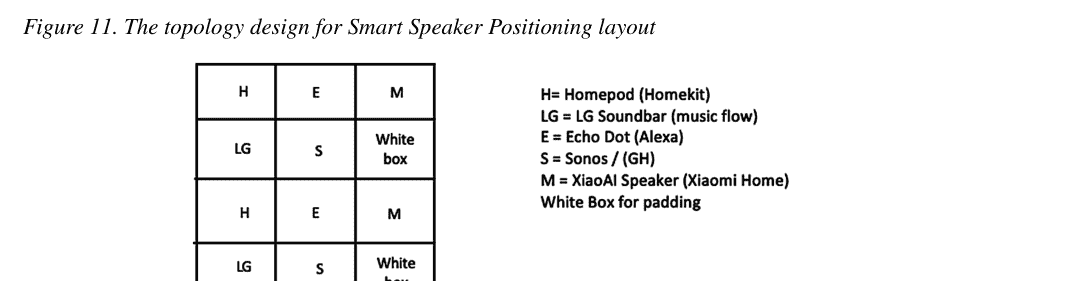 Figure 11. The topology design for Smart Speaker Positioning layout
H E M
LG S White box
H E M
LG S White
H= Homepod (Homekit)
LG = LG Soundbar (music flow)
E = Echo Dot (Alexa)
S = Sonos / (GH)
M = XiaoAI Speaker (Xiaomi Home)
White Box for padding